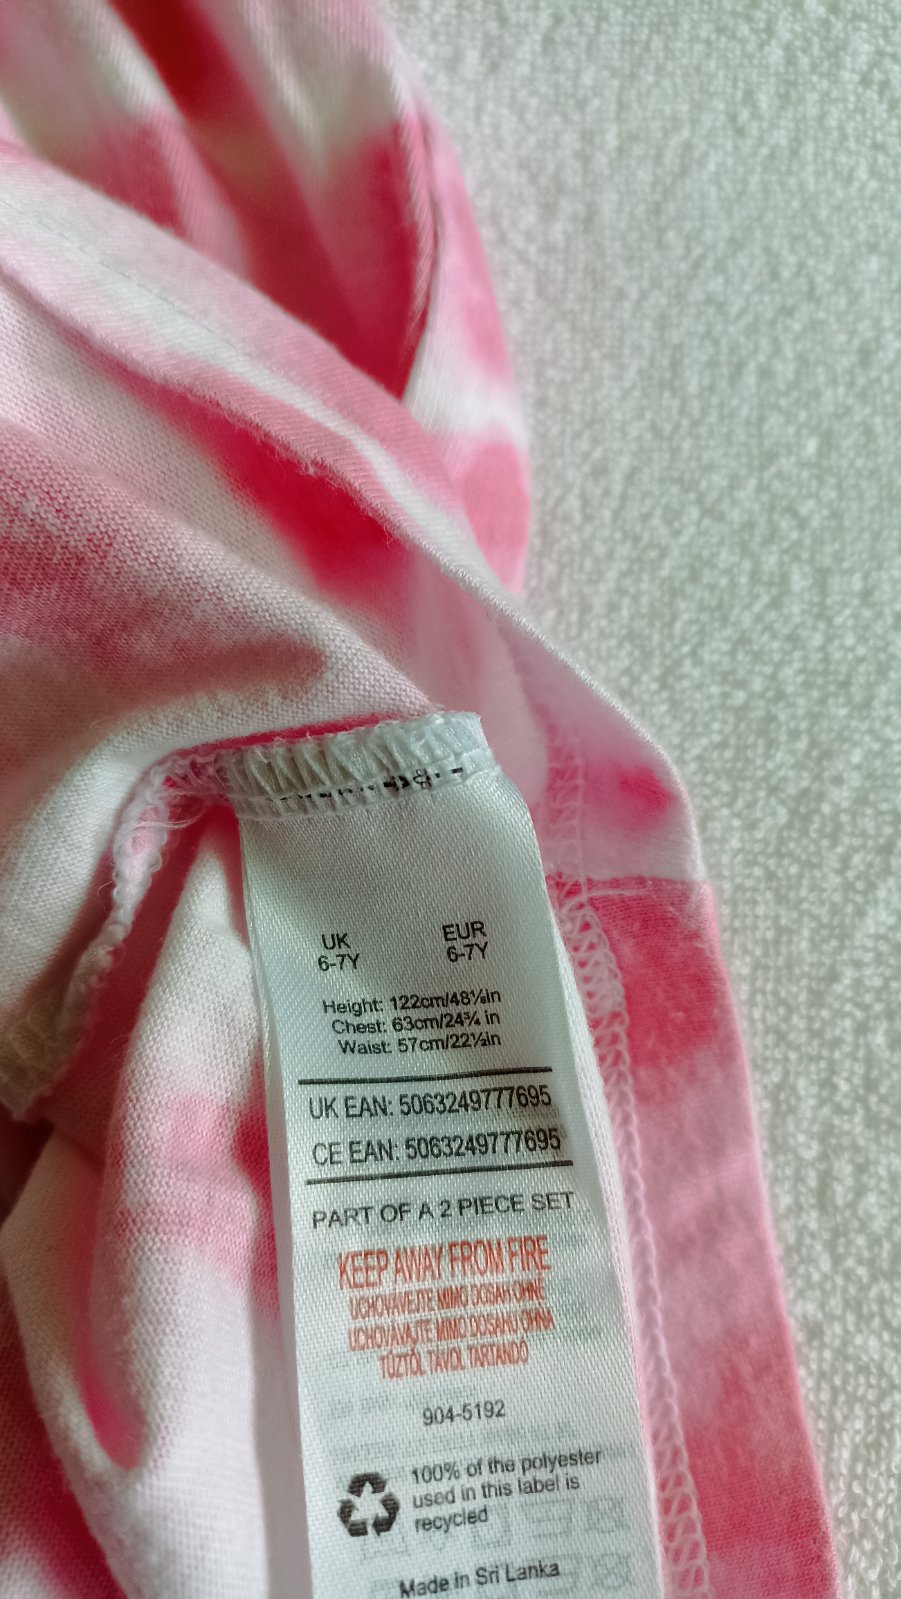 UK EUR
6-7Y 6-7Y
Height: 122cm/48⅛in
Chest: 63cm/24¾ in
Waist: 57cm/22½in
UK EAN: 5063249777695
CE EAN: 5063249777695
PART OF A 2 PIECE SET
KEEP AWAY FROM FIRE
UCHOVÁVEJTE MIMO DOSAH OHNĚ
UCHOVÁVAJTE MIMO DOSAHU OHŇA
TŰZTŐL TÁVOL TARTANDÓ
904-5192
100% of the polyester
used in this label is
recycled
Made in Sri Lanka